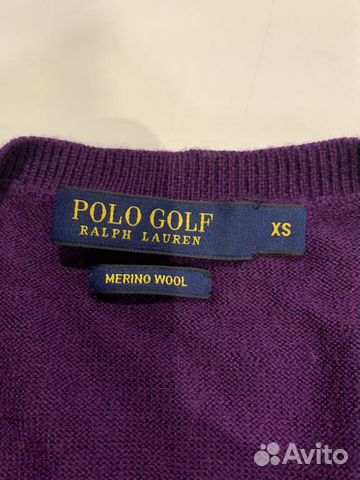 POLO GOLF
RALPH LAUREN
XS
MERINO WOOL
Avito